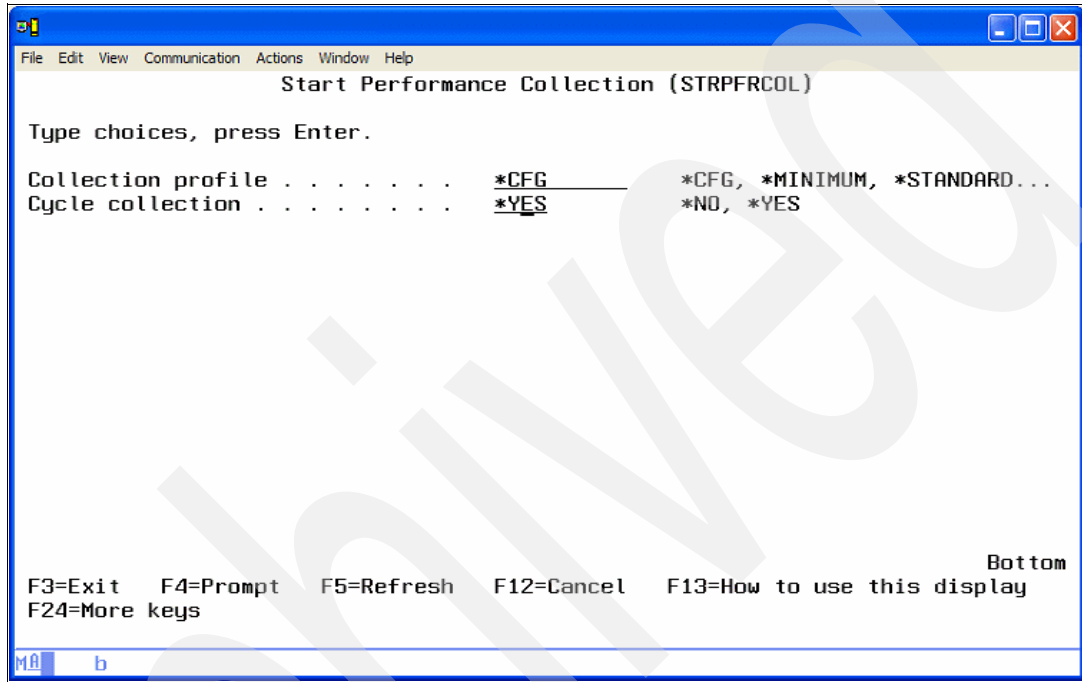 File Edit View Communication Actions Window Help
Start Performance Collection (STRPFRCOL)
Type choices, press Enter.
Collection profile . . . . . . . *CFG *CFG, *MINIMUM, *STANDARD...
Cycle collection . . . . . . . . *YES *NO, *YES
Bottom
F3=Exit F4=Prompt F5=Refresh F12=Cancel F13=How to use this display
F24=More keys
MA b